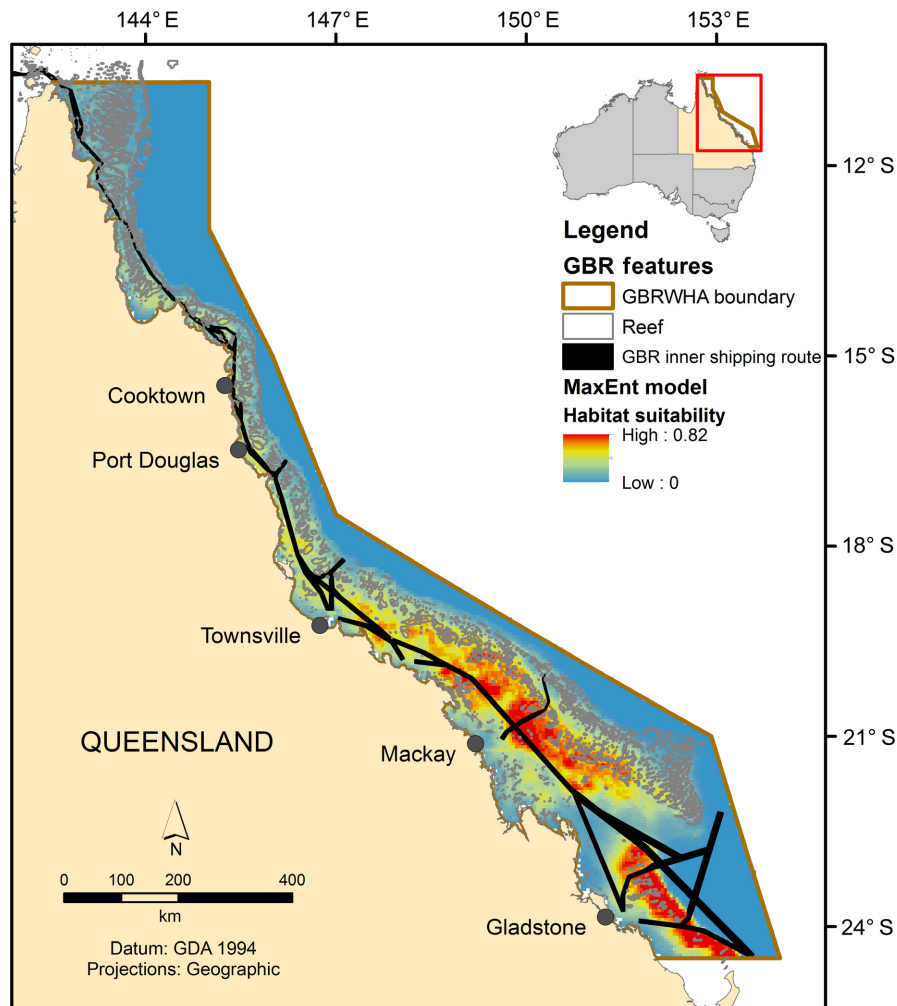 144° E
147° E
150° E
153° E
12° S
15° S
18° S
21° S
24° S
Legend
GBR features
GBRWHA boundary
Reef
GBR inner shipping route
MaxEnt model
Habitat suitability
High : 0.82
Low : 0
Cooktown
Port Douglas
Townsville
Mackay
Gladstone
QUEENSLAND
N
0 100 200 400
km
Datum: GDA 1994
Projections: Geographic